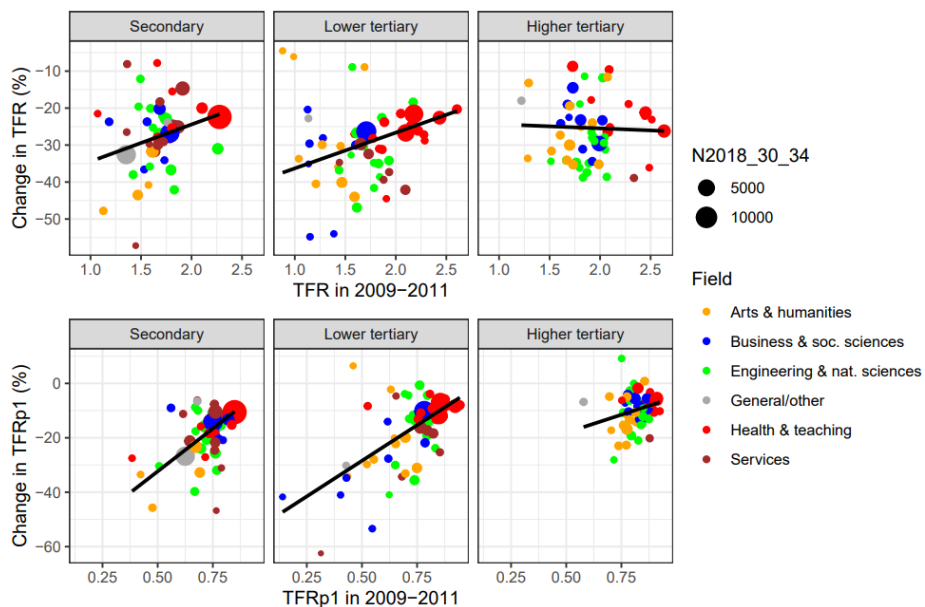 Secondary Lower tertiary Higher tertiary
Change in TFR (%)
−10
−20
−30
−40
−50
1.0 1.5 2.0 2.5 1.0 1.5 2.0 2.5 1.0 1.5 2.0 2.5
TFR in 2009−2011
Secondary Lower tertiary Higher tertiary
Change in TFRp1 (%)
0
−20
−40
−60
0.25 0.50 0.75 0.25 0.50 0.75 0.25 0.50 0.75
TFRp1 in 2009−2011
N2018_30_34
5000
10000
Field
Arts & humanities
Business & soc. sciences
Engineering & nat. sciences
General/other
Health & teaching
Services